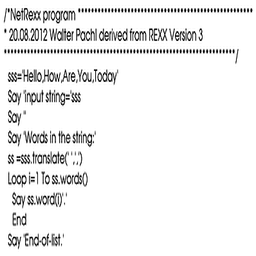 /*NetRexx program ****************************************************
* 20.08.2012 Walter Pachl derived from REXX Version 3
**********************************************************************/
sss='Hello,How,Are,You,Today'
Say 'input string='sss
Say ''
Say 'Words in the string:'
ss =sss.translate(' ',',')
Loop i=1 To ss.words()
Say ss.word(i)'.'
End
Say 'End-of-list.'